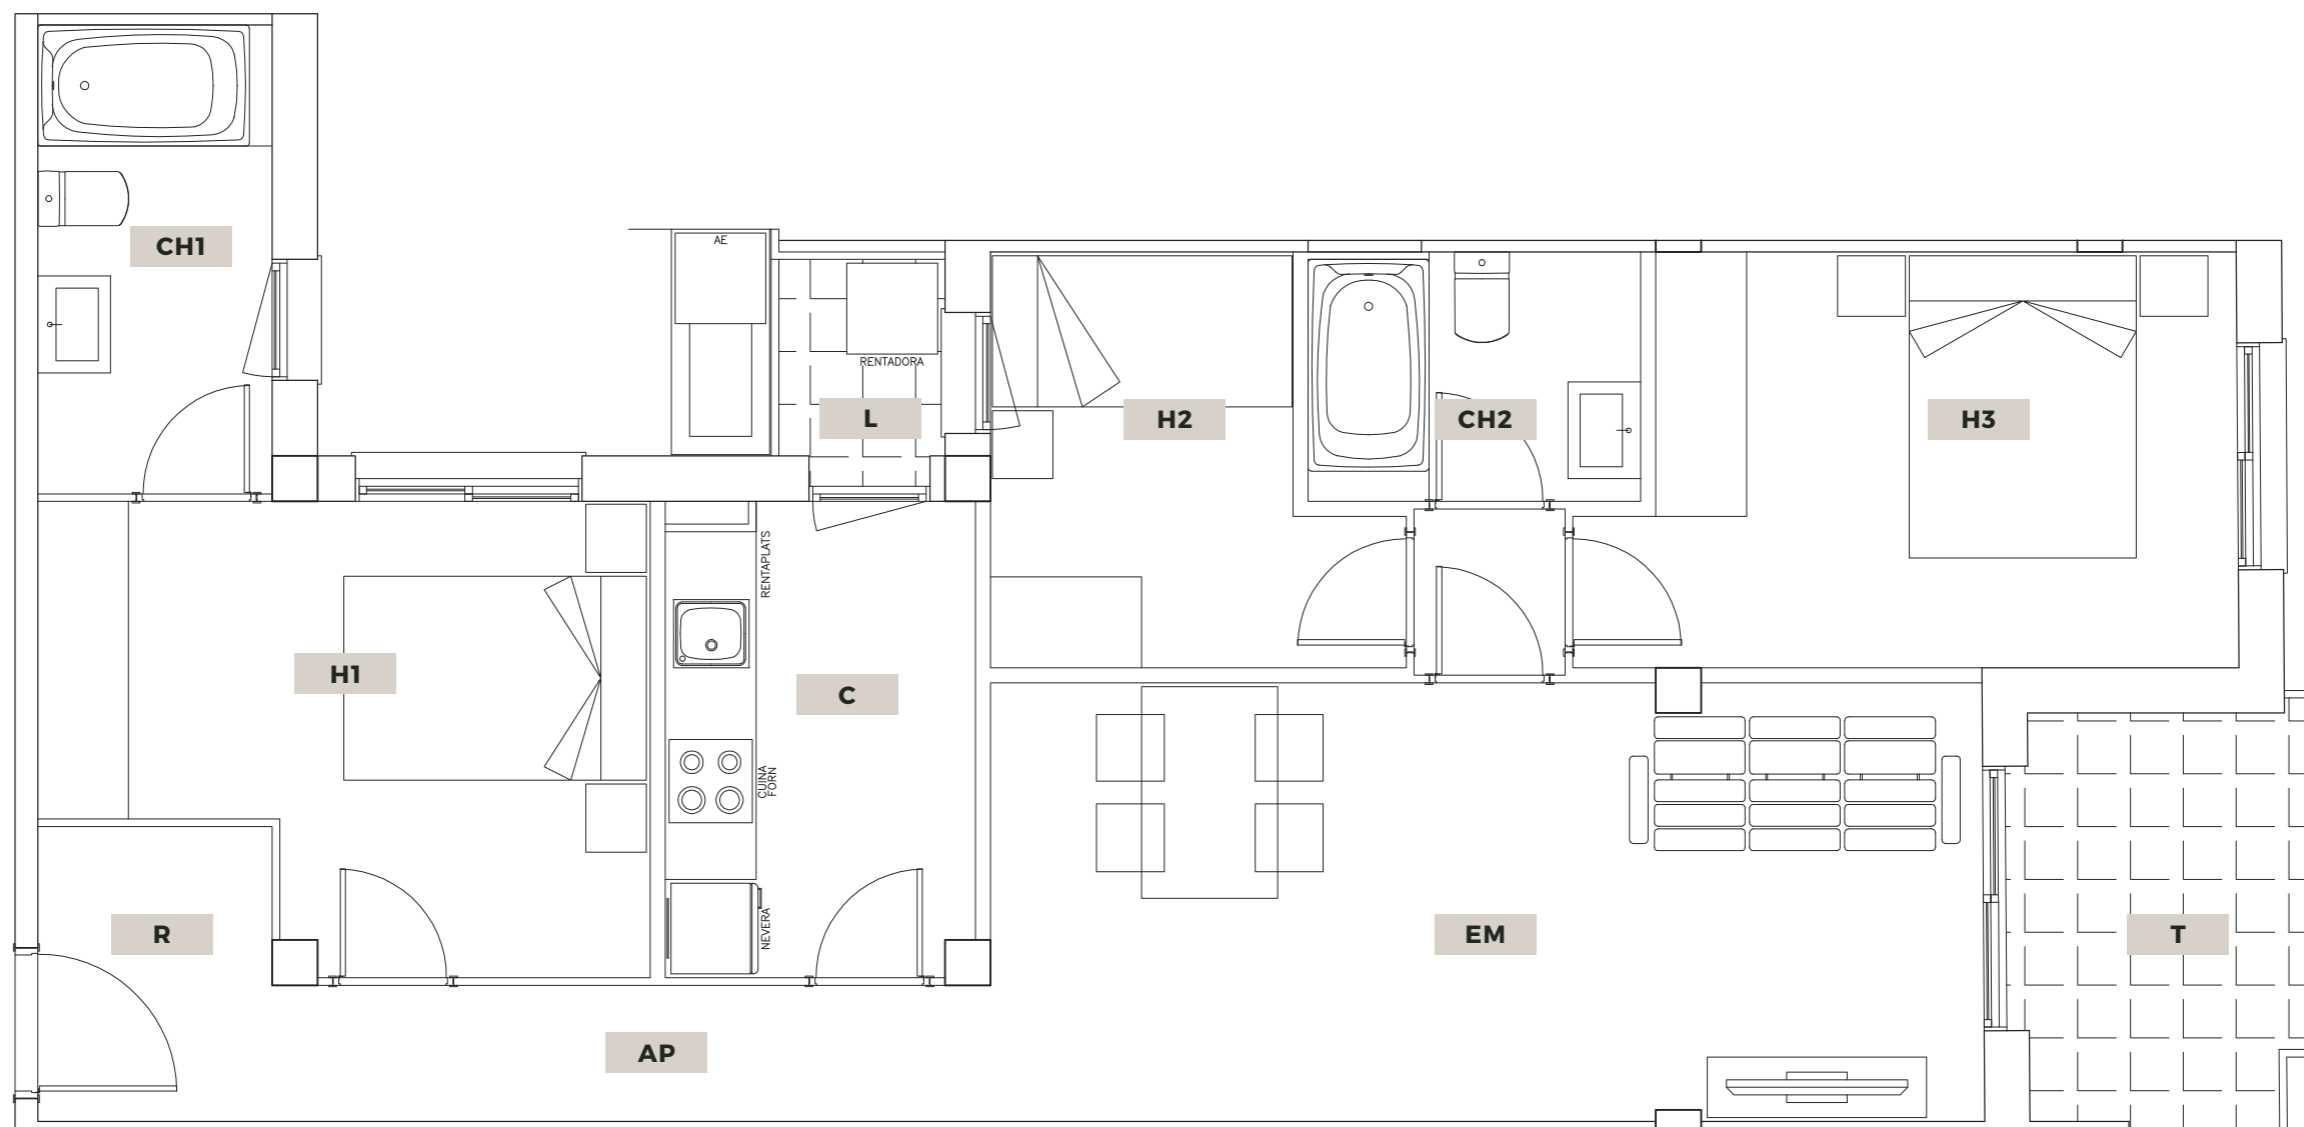 CH1
AE
RENTADORA
L
H2
CH2
H3
RENTAPLATS
H1
C
CUINA
FORN
NEVERA
R
EM
T
AP